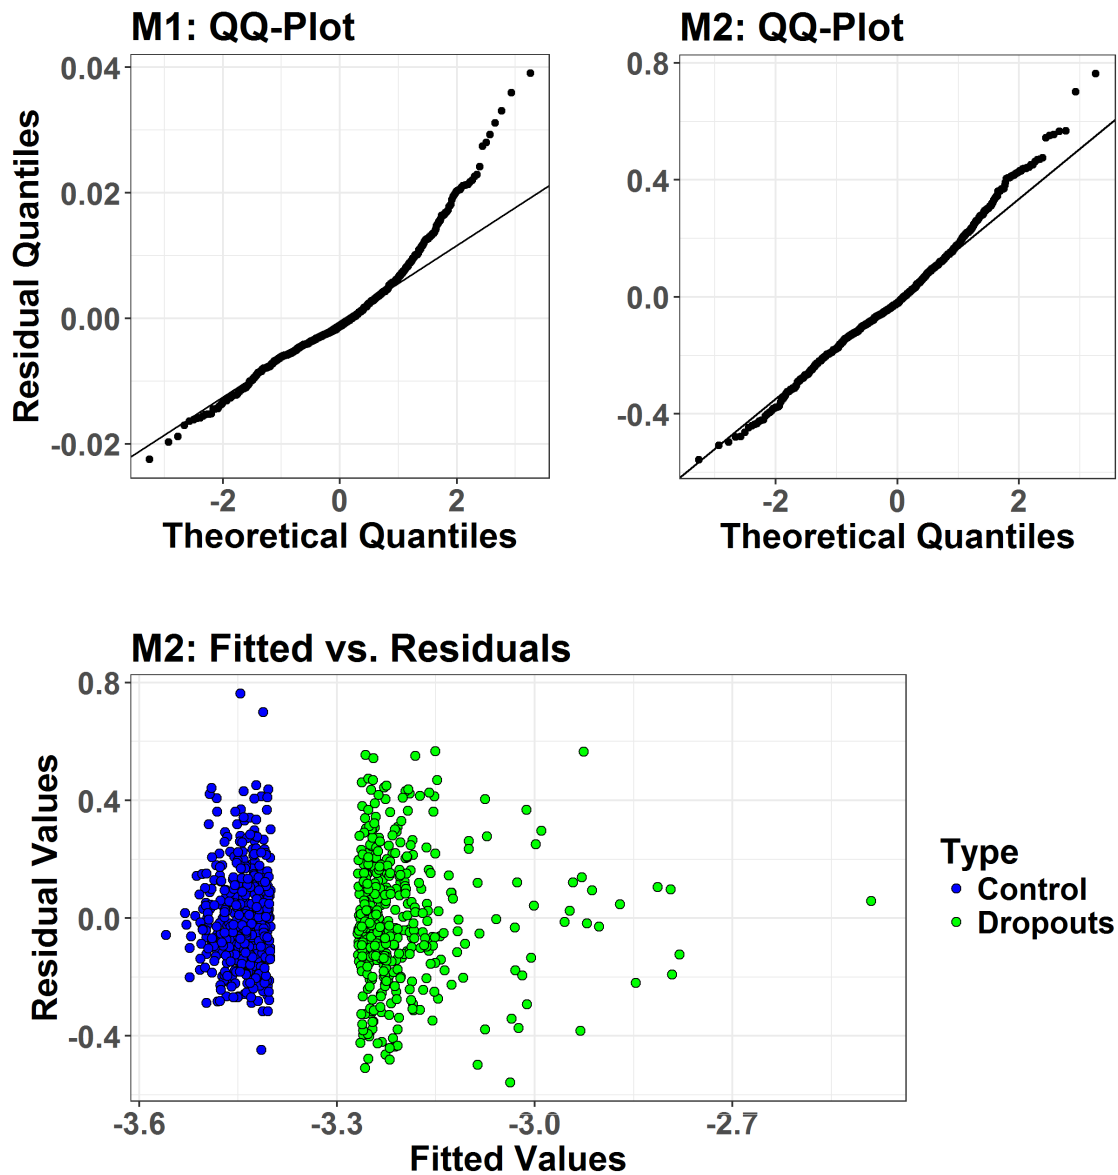 M1: QQ-Plot
M2: QQ-Plot
Residual Quantiles
0.04
0.02
0.00
-0.02
-2
0
2
Theoretical Quantiles
0.8
0.4
0.0
-0.4
-2
0
2
Theoretical Quantiles
M2: Fitted vs. Residuals
Residual Values
0.8
0.4
0.0
-0.4
-3.6
-3.3
-3.0
-2.7
Fitted Values
Type
Control
Dropouts